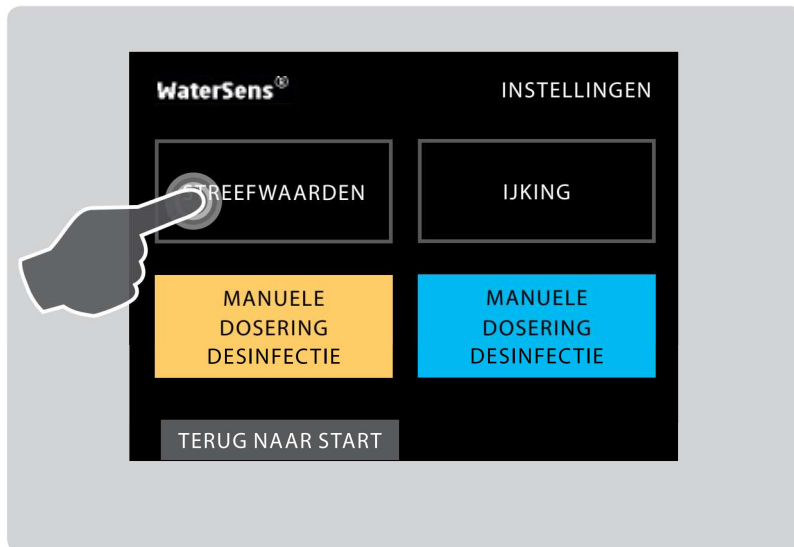 WaterSens®
INSTELLINGEN
STREEFWAARDEN
IJKING
MANUELE
DOSERING
DESINFECTIE
MANUELE
DOSERING
DESINFECTIE
TERUG NAAR START